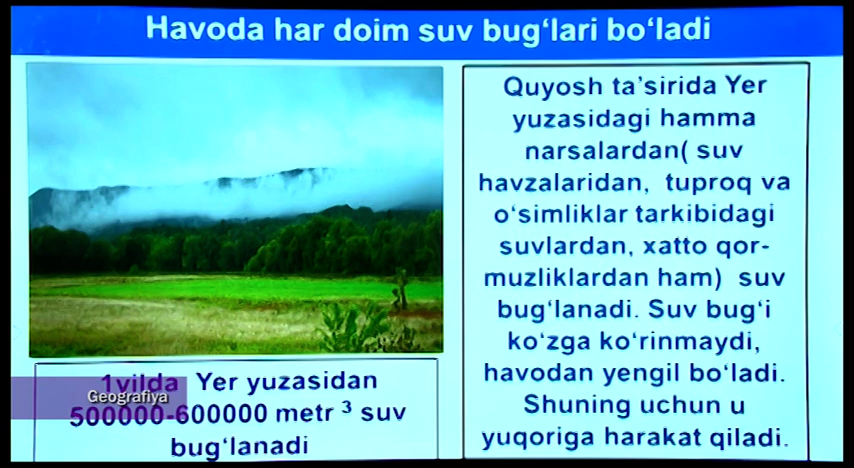 Havoda har doim suv bug‘lari bo‘ladi
Quyosh ta’sirida Yer
yuzasidagi hamma
narsalardan( suv
havzalaridan, tuproq va
o‘simliklar tarkibidagi
suvlardan, xatto qor-
muzliklardan ham) suv
bug‘lanadi. Suv bug‘i
ko‘zga ko‘rinmaydi,
havodan yengil bo‘ladi.
Shuning uchun u
yuqoriga harakat qiladi.
1yilda Yer yuzasidan
500000-600000 metr ³ suv
bug‘lanadi
Geografiya